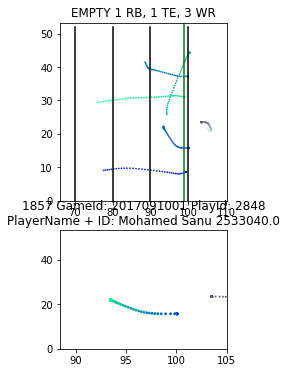 EMPTY 1 RB, 1 TE, 3 WR
50
40
30
20
10
0
70 80 90 100 110
1857 GameId: 2017091001 PlayId: 2848
PlayerName + ID: Mohamed Sanu 2533040.0
40
20
0
90 95 100 105